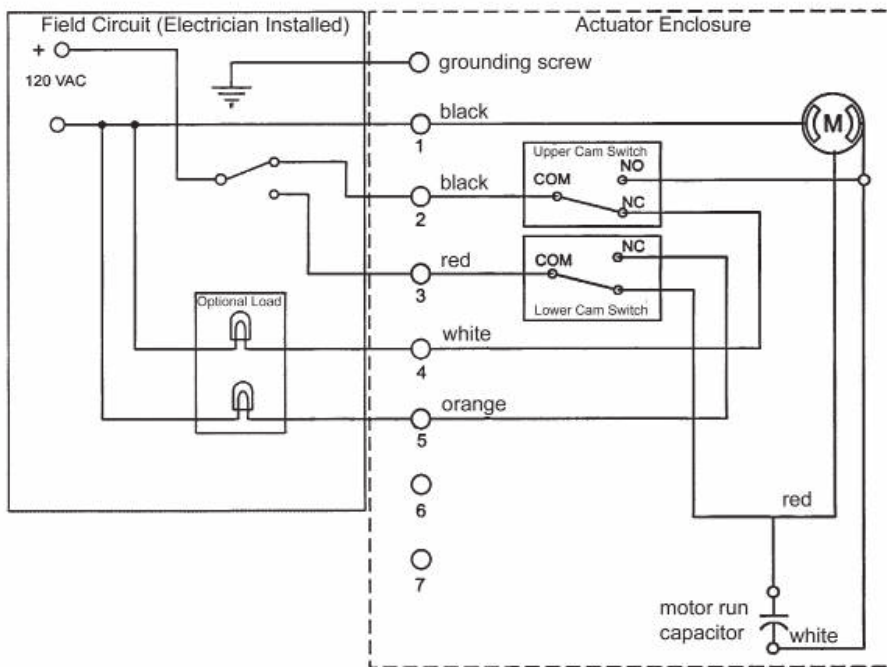 Field Circuit (Electrician Installed)
Actuator Enclosure
+
120 VAC
grounding screw
black
1
M
Upper Cam Switch
NO
COM
NC
black
2
NC
COM
Lower Cam Switch
red
3
Optional Load
white
4
orange
5
6
red
7
motor run
capacitor
white